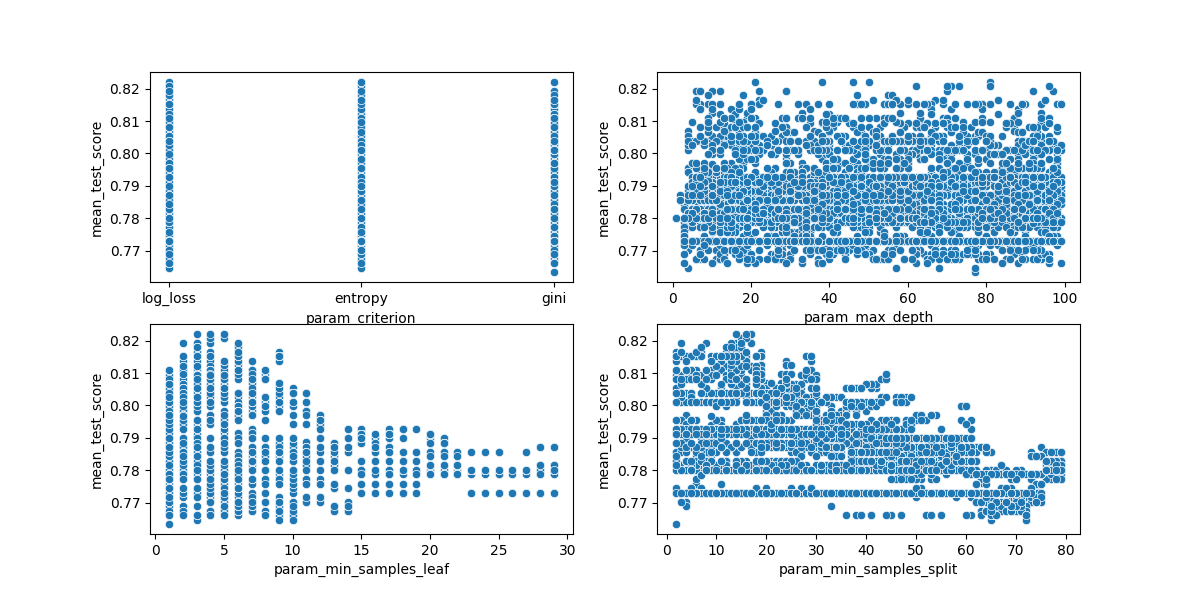 mean_test_score
0.82
0.81
0.80
0.79
0.78
0.77
log_loss entropy gini
param_criterion
mean_test_score
0.82
0.81
0.80
0.79
0.78
0.77
0 20 40 60 80 100
param_max_depth
mean_test_score
0.82
0.81
0.80
0.79
0.78
0.77
0 5 10 15 20 25 30
param_min_samples_leaf
mean_test_score
0.82
0.81
0.80
0.79
0.78
0.77
0 10 20 30 40 50 60 70 80
param_min_samples_split